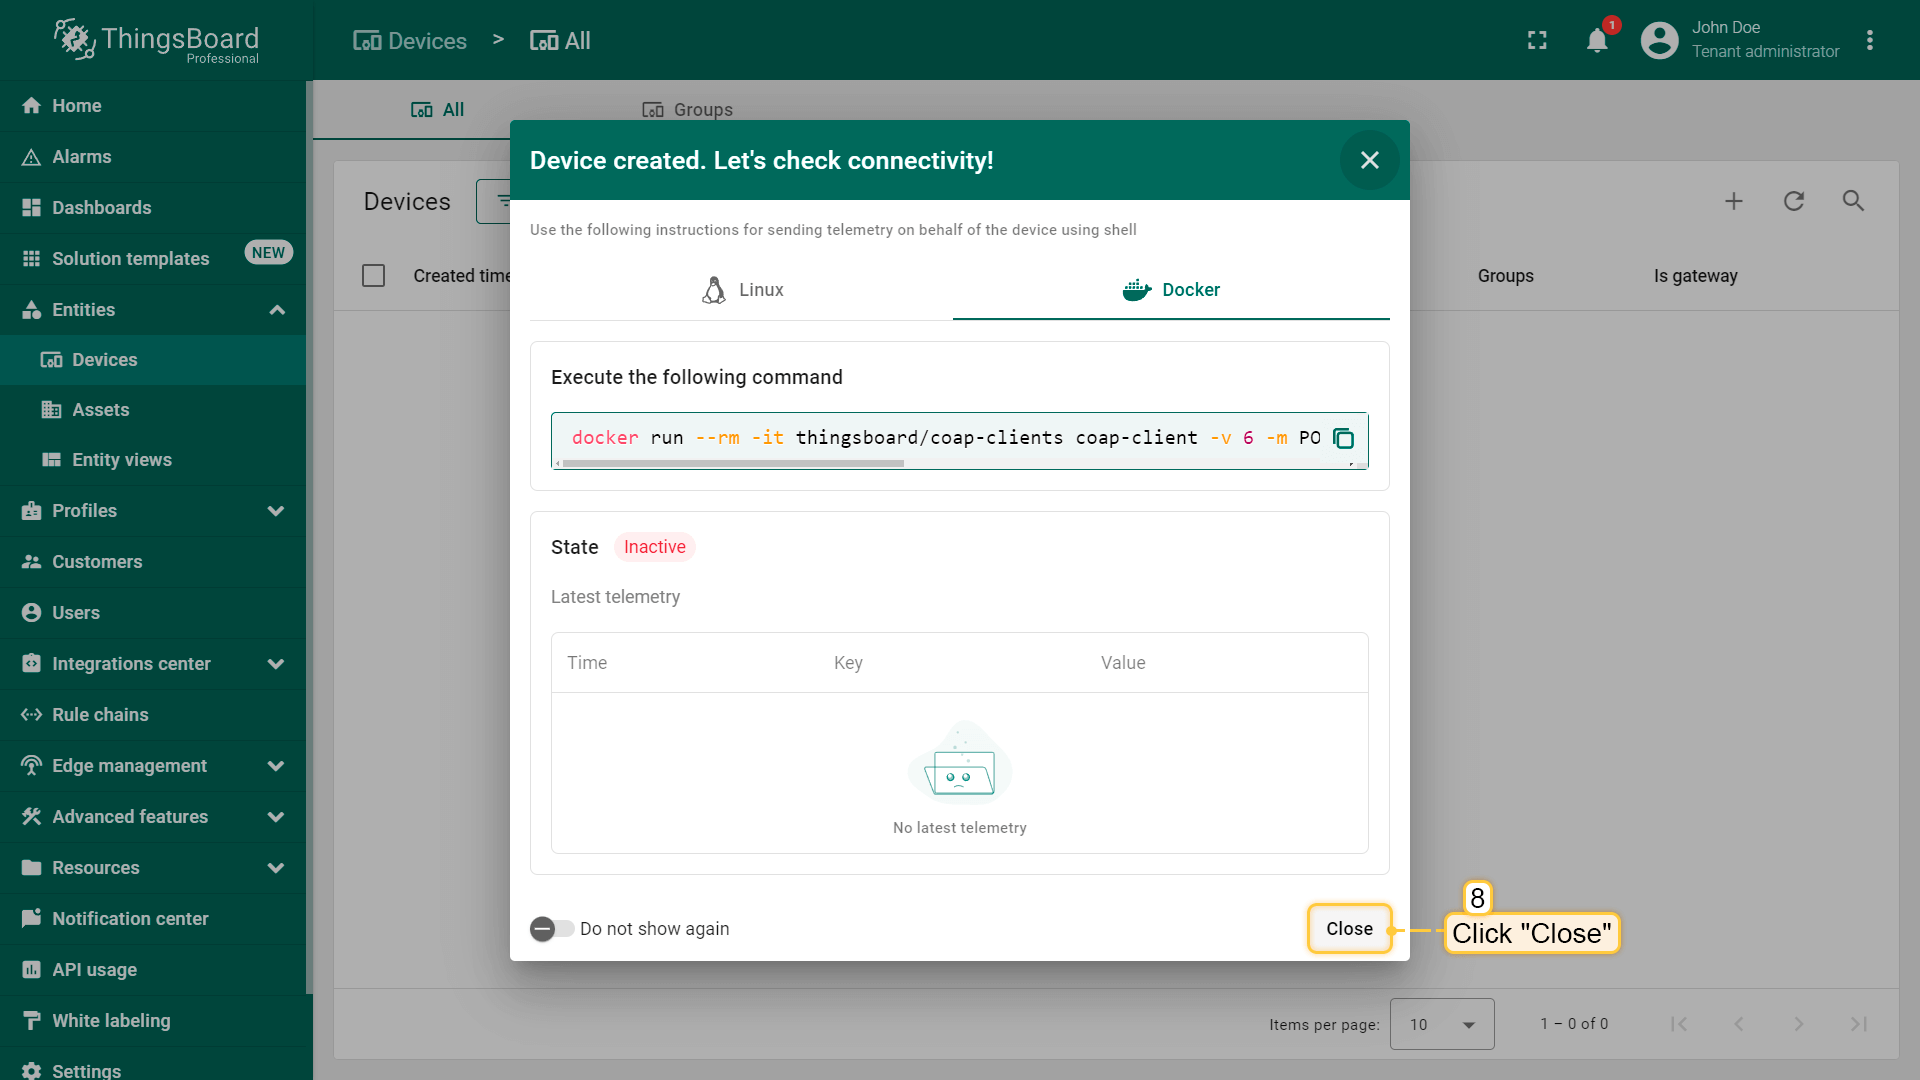 ThingsBoard
Professional
Devices > All
1
John Doe
Tenant administrator
Home
Alarms
Dashboards
Solution templates NEW
Entities
Devices
Assets
Entity views
Profiles
Customers
Users
Integrations center
Rule chains
Edge management
Advanced features
Resources
Notification center
API usage
White labeling
Settings
All Groups
Devices
Created time Groups Is gateway
Device created. Let's check connectivity!
Use the following instructions for sending telemetry on behalf of the device using shell
Linux Docker
Execute the following command
docker run --rm -it thingsboard/coap-clients coap-client -v 6 -m PO
State Inactive
Latest telemetry
Time Key Value
No latest telemetry
Do not show again
Close
8
Click "Close"
Items per page: 10 1 – 0 of 0